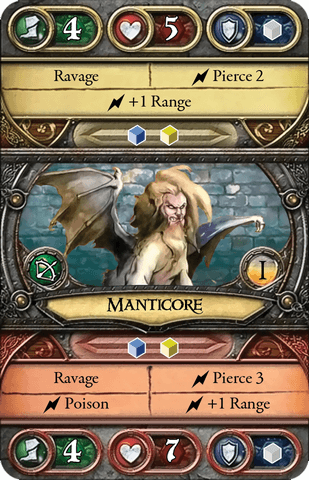 4 5
Ravage Pierce 2
+1 Range
I
MANTICORE
Ravage Pierce 3
Poison +1 Range
4 7